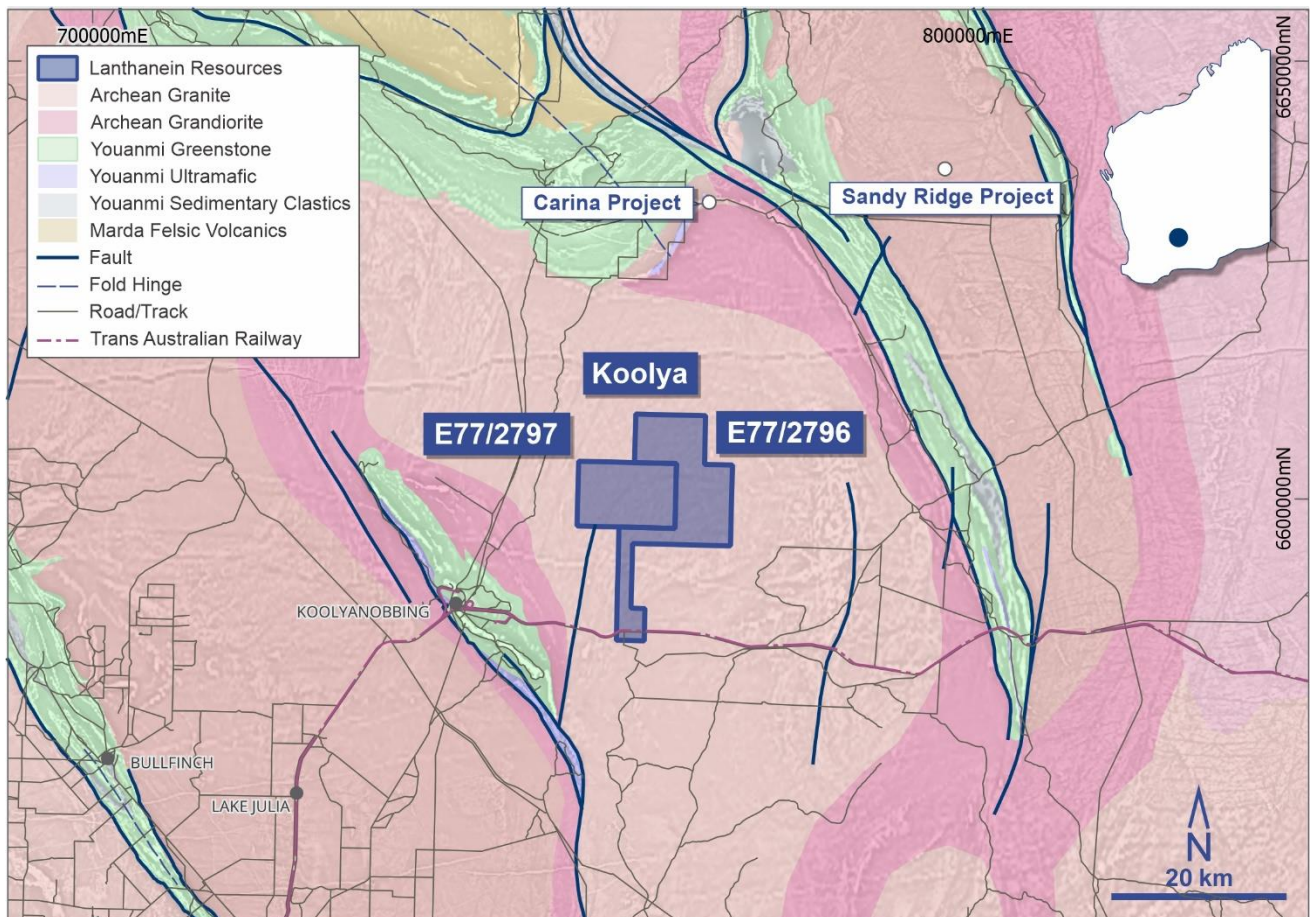 700000mE
800000mE
6650000mN
Lanthanein Resources
Archean Granite
Archean Grandiorite
Youanmi Greenstone
Youanmi Ultramafic
Youanmi Sedimentary Clastics
Marda Felsic Volcanics
Fault
Fold Hinge
Road/Track
Trans Australian Railway
Carina Project
Sandy Ridge Project
Koolya
E77/2797
E77/2796
6600000mN
KOOLYANOBBING
BULLFINCH
LAKE JULIA
N
20 km